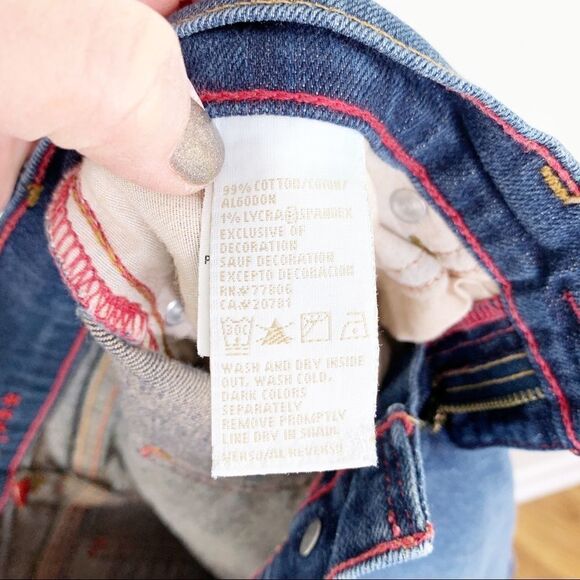 99% COTTON/COTON/
ALGODON
1% LYCRA® SPANDEX
EXCLUSIVE OF
DECORATION
SAUF DECORATION
EXCEPTO DECORACION
RN#77806
CA#20781
30C
WASH AND DRY INSIDE
OUT, WASH COLD,
DARK COLORS
SEPARATELY
REMOVE PROMPTLY
LINE DRY IN SHADE
VERSO/AL REVERSO